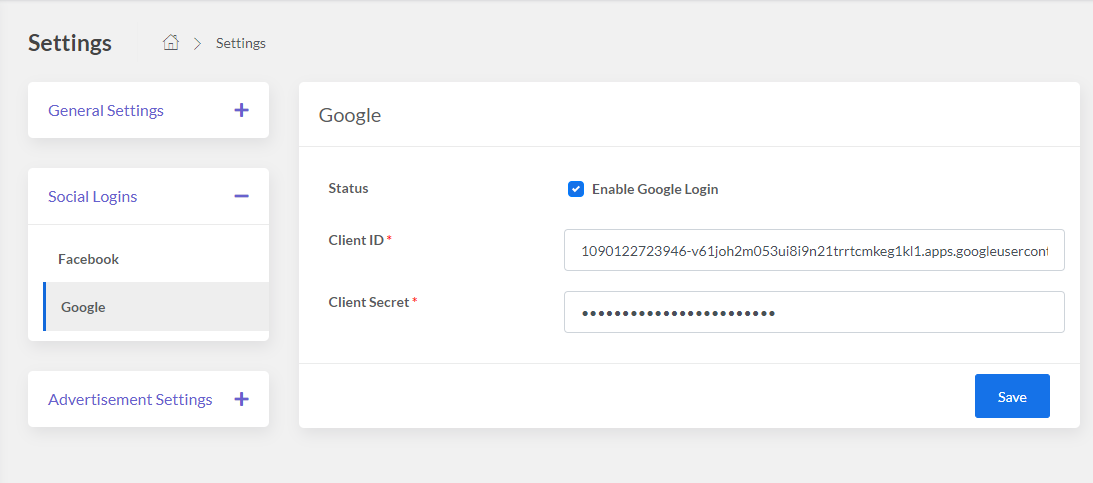 Settings
Settings
General Settings
Social Logins
Facebook
Google
Advertisement Settings
Google
Status
Enable Google Login
Client ID *
1090122723946-v61joh2m053ui8i9n21trrtcmkeg1kl1.apps.googleusercont
Client Secret *
••••••••••••••••••••••••
Save